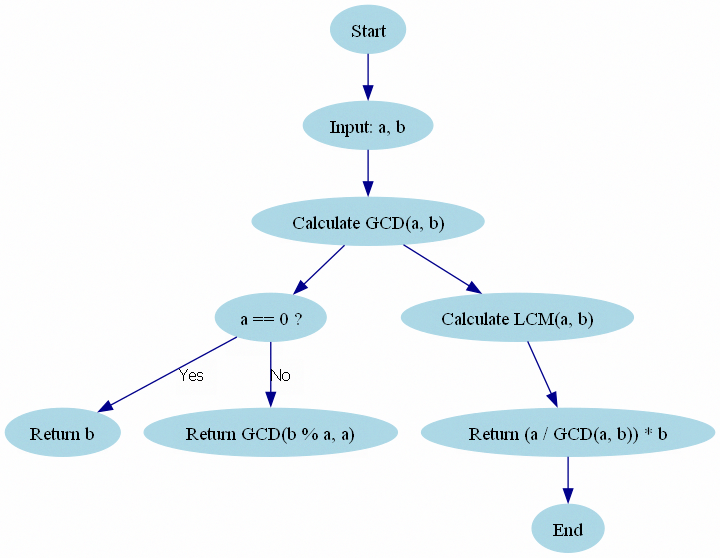 Start
Input: a, b
Calculate GCD(a, b)
a == 0 ?
Calculate LCM(a, b)
Yes
No
Return b
Return GCD(b % a, a)
Return (a / GCD(a, b)) * b
End